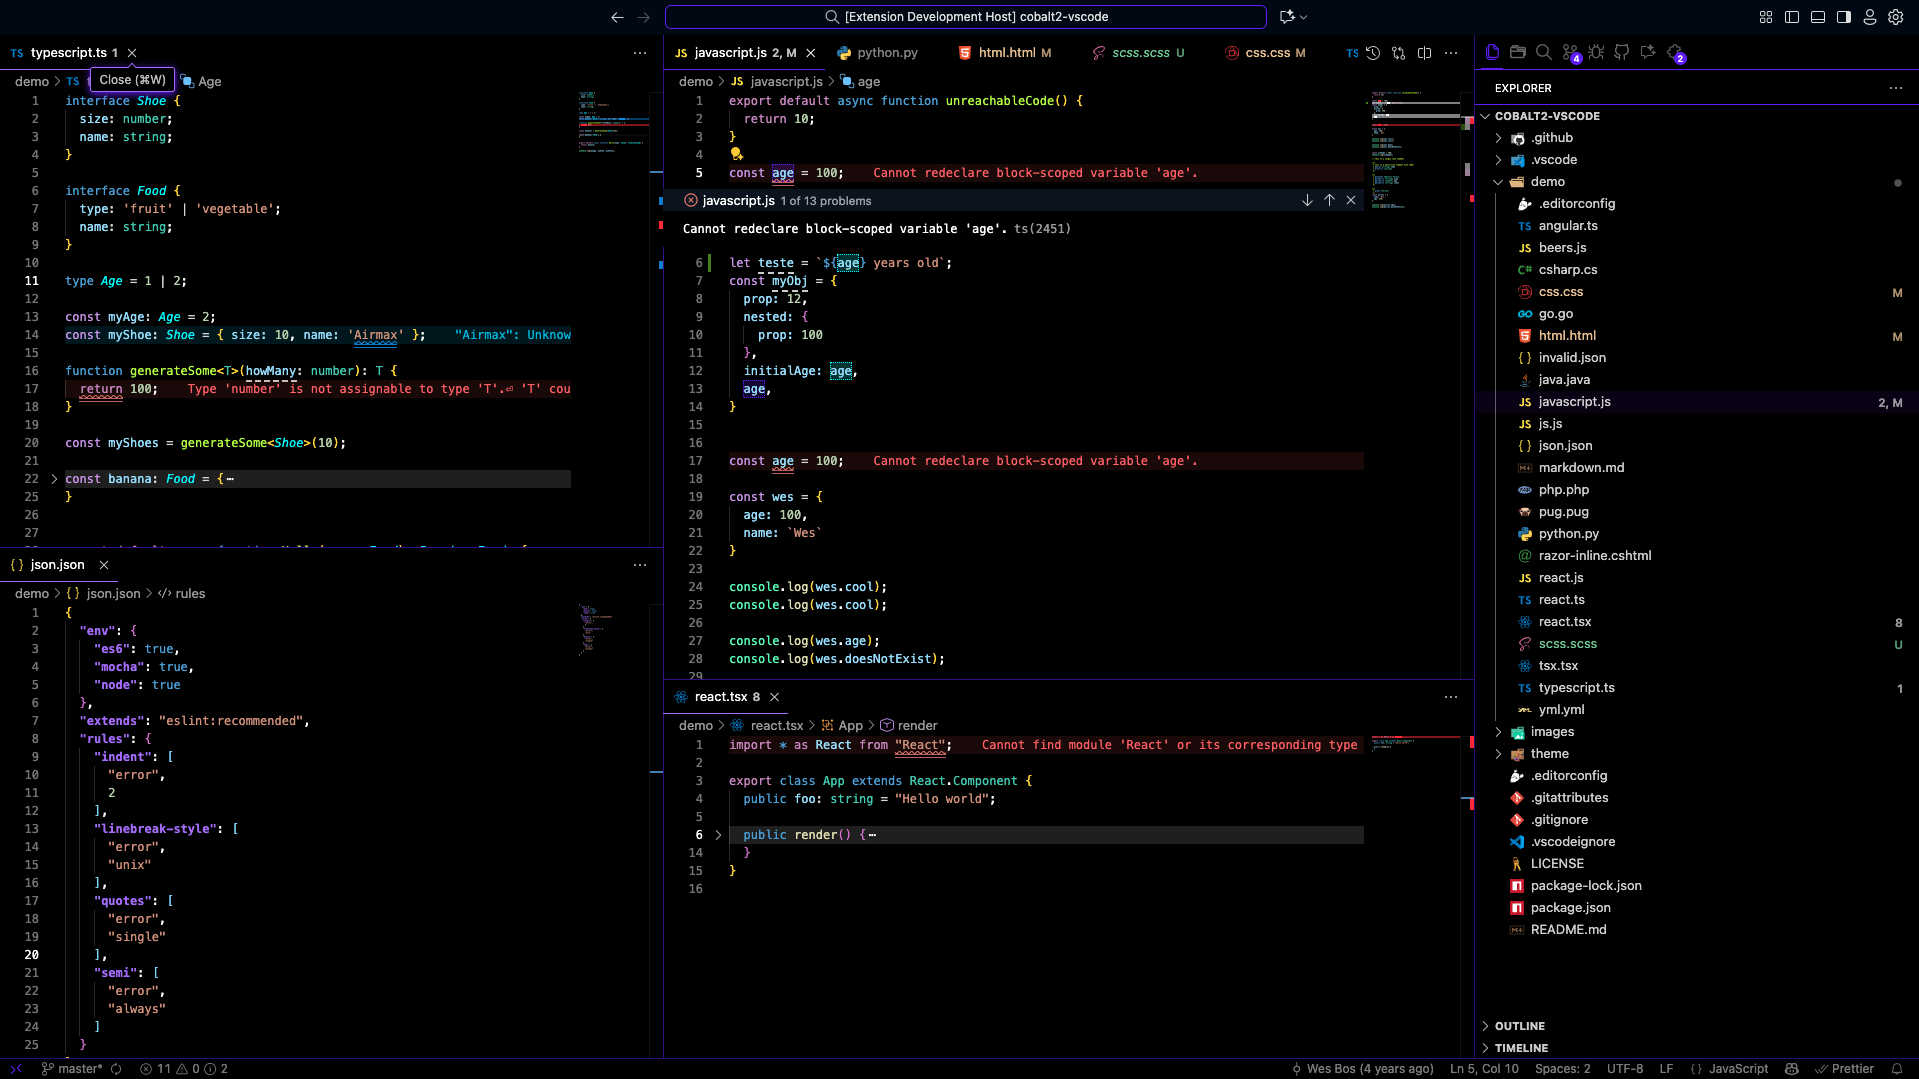 [Extension Development Host] cobalt2-vscode
TS typescript.ts 1
demo > TS
Close (⌘W)
Age
1 interface Shoe {
2 size: number;
3 name: string;
4 }
5
6 interface Food {
7 type: 'fruit' | 'vegetable';
8 name: string;
9 }
10
11 type Age = 1 | 2;
12
13 const myAge: Age = 2;
14 const myShoe: Shoe = { size: 10, name: 'Airmax' }; "Airmax": Unknow
15
16 function generateSome<T>(howMany: number): T {
17 return 100; Type 'number' is not assignable to type 'T'.⏎ 'T' cou
18 }
19
20 const myShoes = generateSome<Shoe>(10);
21
22 const banana: Food = {⋯
25 }
26
27
{ } json.json
demo > { } json.json > </> rules
1 {
2 "env": {
3 "es6": true,
4 "mocha": true,
5 "node": true
6 },
7 "extends": "eslint:recommended",
8 "rules": {
9 "indent": [
10 "error",
11 2
12 ],
13 "linebreak-style": [
14 "error",
15 "unix"
16 ],
17 "quotes": [
18 "error",
19 "single"
20 ],
21 "semi": [
22 "error",
23 "always"
24 ]
25 }
JS javascript.js 2, M
python.py
html.html M
scss.scss U
css.css M
TS
demo > JS javascript.js > age
1 export default async function unreachableCode() {
2 return 10;
3 }
4
5 const age = 100; Cannot redeclare block-scoped variable 'age'.
javascript.js 1 of 13 problems
Cannot redeclare block-scoped variable 'age'. ts(2451)
6 let teste = `${age} years old`;
7 const myObj = {
8 prop: 12,
9 nested: {
10 prop: 100
11 },
12 initialAge: age,
13 age,
14 }
15
16
17 const age = 100; Cannot redeclare block-scoped variable 'age'.
18
19 const wes = {
20 age: 100,
21 name: `Wes`
22 }
23
24 console.log(wes.cool);
25 console.log(wes.cool);
26
27 console.log(wes.age);
28 console.log(wes.doesNotExist);
29
react.tsx 8
demo > react.tsx > App > render
1 import * as React from "React"; Cannot find module 'React' or its corresponding type
2
3 export class App extends React.Component {
4 public foo: string = "Hello world";
5
6 public render() {⋯
14 }
15 }
16
4
2
EXPLORER
COBALT2-VSCODE
.github
.vscode
demo
.editorconfig
TS angular.ts
JS beers.js
C# csharp.cs
css.css M
GO go.go
html.html M
{ } invalid.json
java.java
JS javascript.js 2, M
JS js.js
{ } json.json
markdown.md
php.php
pug.pug
python.py
@ razor-inline.cshtml
JS react.js
TS react.ts
react.tsx 8
scss.scss U
tsx.tsx
TS typescript.ts 1
yml.yml
images
theme
.editorconfig
.gitattributes
.gitignore
.vscodeignore
LICENSE
package-lock.json
package.json
README.md
OUTLINE
TIMELINE
master* 11 0 2
Wes Bos (4 years ago) Ln 5, Col 10 Spaces: 2 UTF-8 LF { } JavaScript Prettier